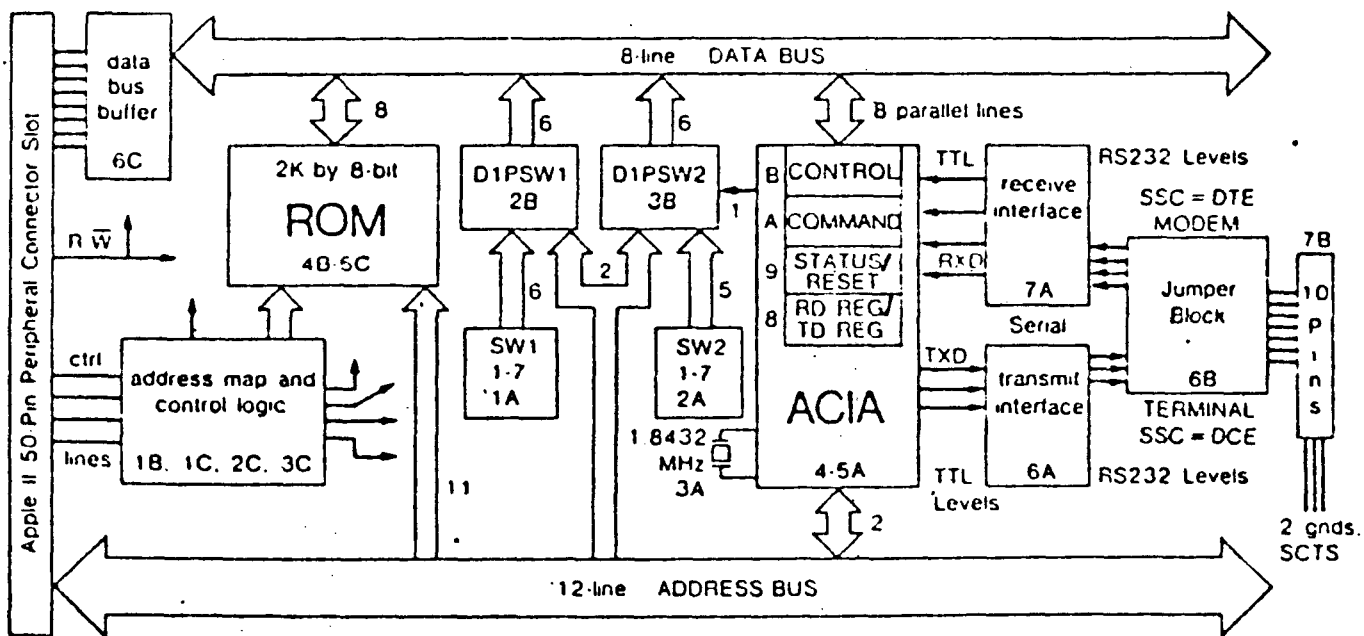 Apple II 50-Pin Peripheral Connector Slot
data
bus
buffer
6C
8-line DATA BUS
8
6
6
8 parallel lines
2K by 8-bit
ROM
4B-5C
D1PSW1
2B
D1PSW2
3B
1
B CONTROL
A COMMAND
9 STATUS/
RESET
8 RD REG/
TD REG
ACIA
4-5A
TTL
RXD
receive
interface
7A
RS232 Levels
SSC = DTE
MODEM
7B
10
P
i
n
s
R W̅
2
6
5
Jumper
Block
6B
Serial
SW1
1-7
1A
SW2
1-7
2A
TXD
transmit
interface
6A
TERMINAL
SSC = DCE
RS232 Levels
ctrl
lines
address map and
control logic
1B, 1C, 2C, 3C
1.8432
MHz
3A
TTL
Levels
11
2
2 gnds.
SCTS
12-line ADDRESS BUS